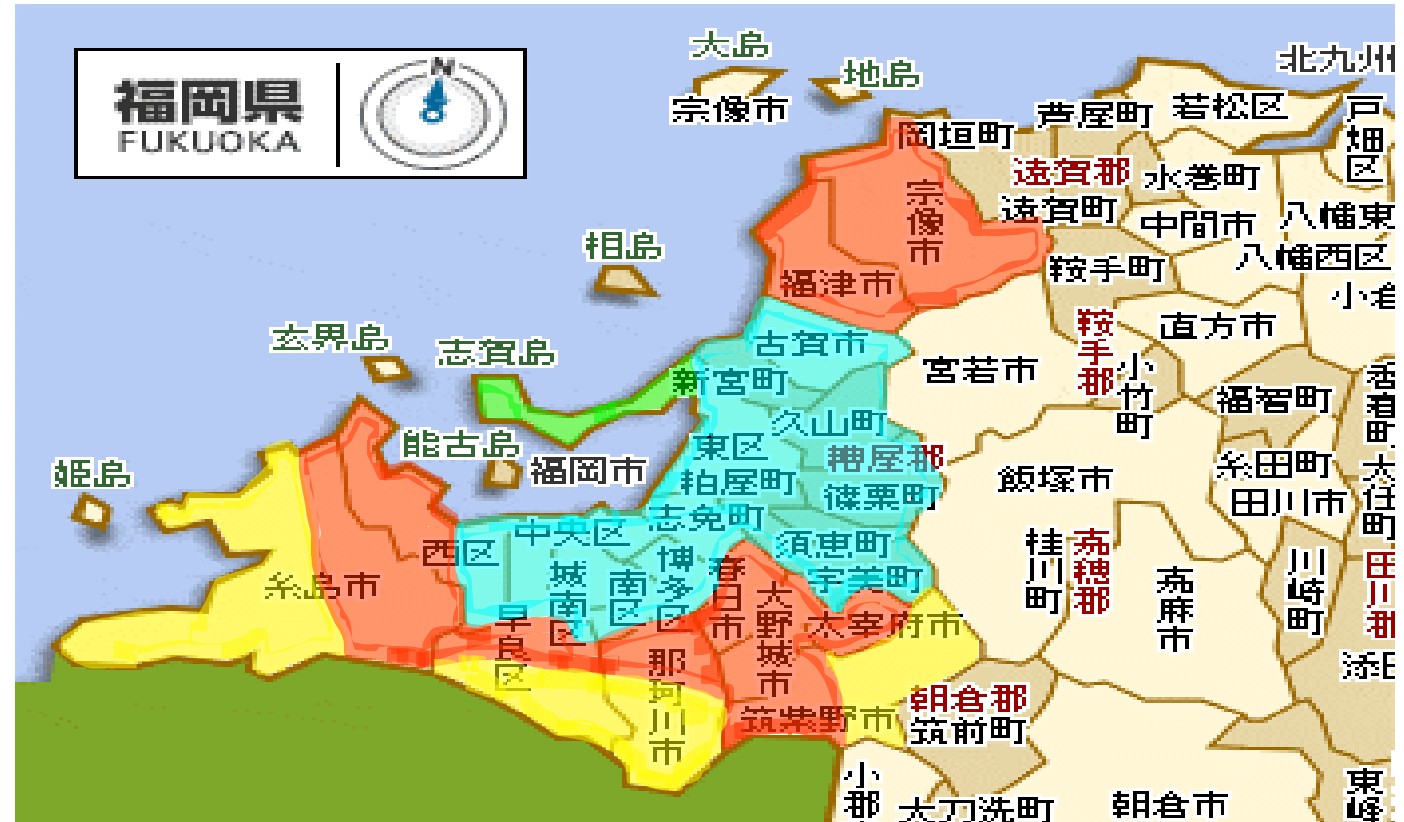 福岡県
FUKUOKA
N
大島
宗像市
地島
北九州
芦屋町
若松区
戸畑区
岡垣町
遠賀郡
水巻町
宗像市
遠賀町
中間市
八幡東
相島
福津市
鞍手町
八幡西区
小倉
玄界島
志賀島
古賀市
鞍手郡
直方市
新宮町
宮若市
小竹町
福智町
香春町
久山町
能古島
福岡市
東区
糟屋郡
姫島
粕屋町
篠栗町
飯塚市
糸田町
田川市
大任町
志免町
中央区
西区
須恵町
桂川町
嘉穂郡
川崎町
田川郡
糸島市
城南区
南区
博多区
春日市
宇美町
嘉麻市
早良区
大野城市
太宰府市
那珂川市
添田
朝倉郡
筑紫野市
筑前町
小郡
大刀洗町
朝倉市
東峰